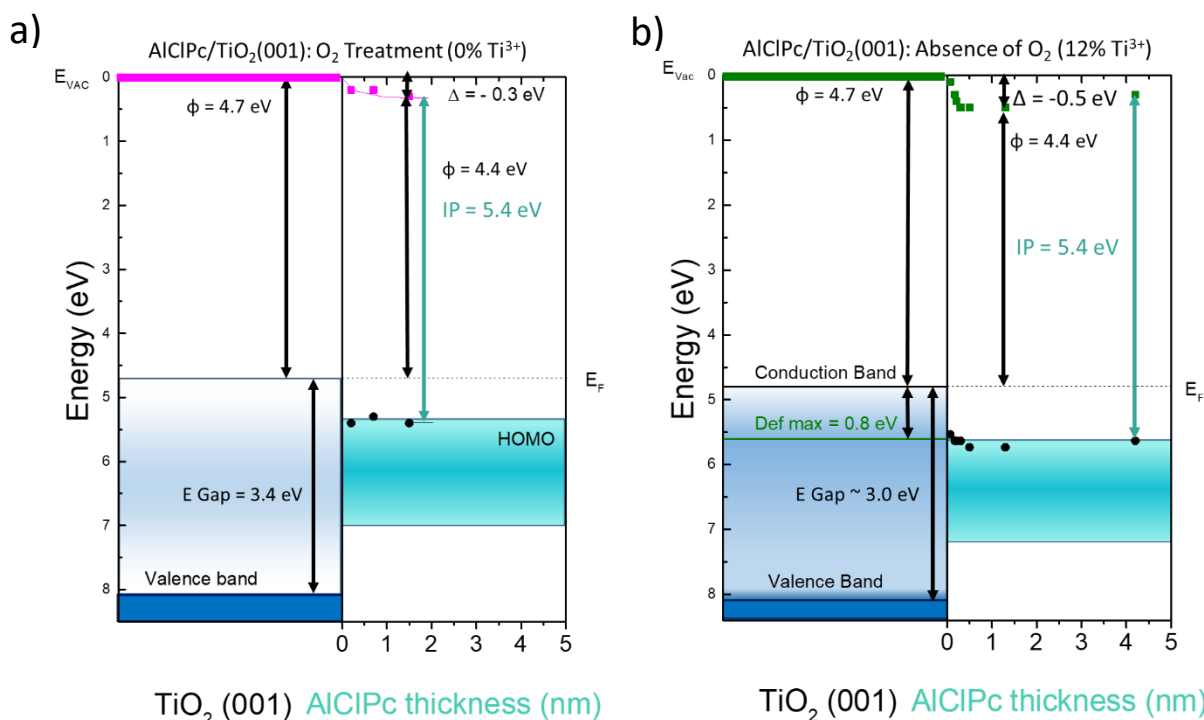 a)
AlClPc/TiO2(001): O2 Treatment (0% Ti3+)
EVAC
0
1
2
3
4
5
6
7
8
Energy (eV)
ϕ = 4.7 eV
Δ = - 0.3 eV
ϕ = 4.4 eV
IP = 5.4 eV
EF
HOMO
E Gap = 3.4 eV
Valence band
0 1 2 3 4 5
TiO2 (001) AlClPc thickness (nm)
b)
AlClPc/TiO2(001): Absence of O2 (12% Ti3+)
EVac
0
1
2
3
4
5
6
7
8
Energy (eV)
ϕ = 4.7 eV
Δ = -0.5 eV
ϕ = 4.4 eV
IP = 5.4 eV
Conduction Band
EF
Def max = 0.8 eV
E Gap ~ 3.0 eV
Valence Band
0 1 2 3 4 5
TiO2 (001) AlClPc thickness (nm)